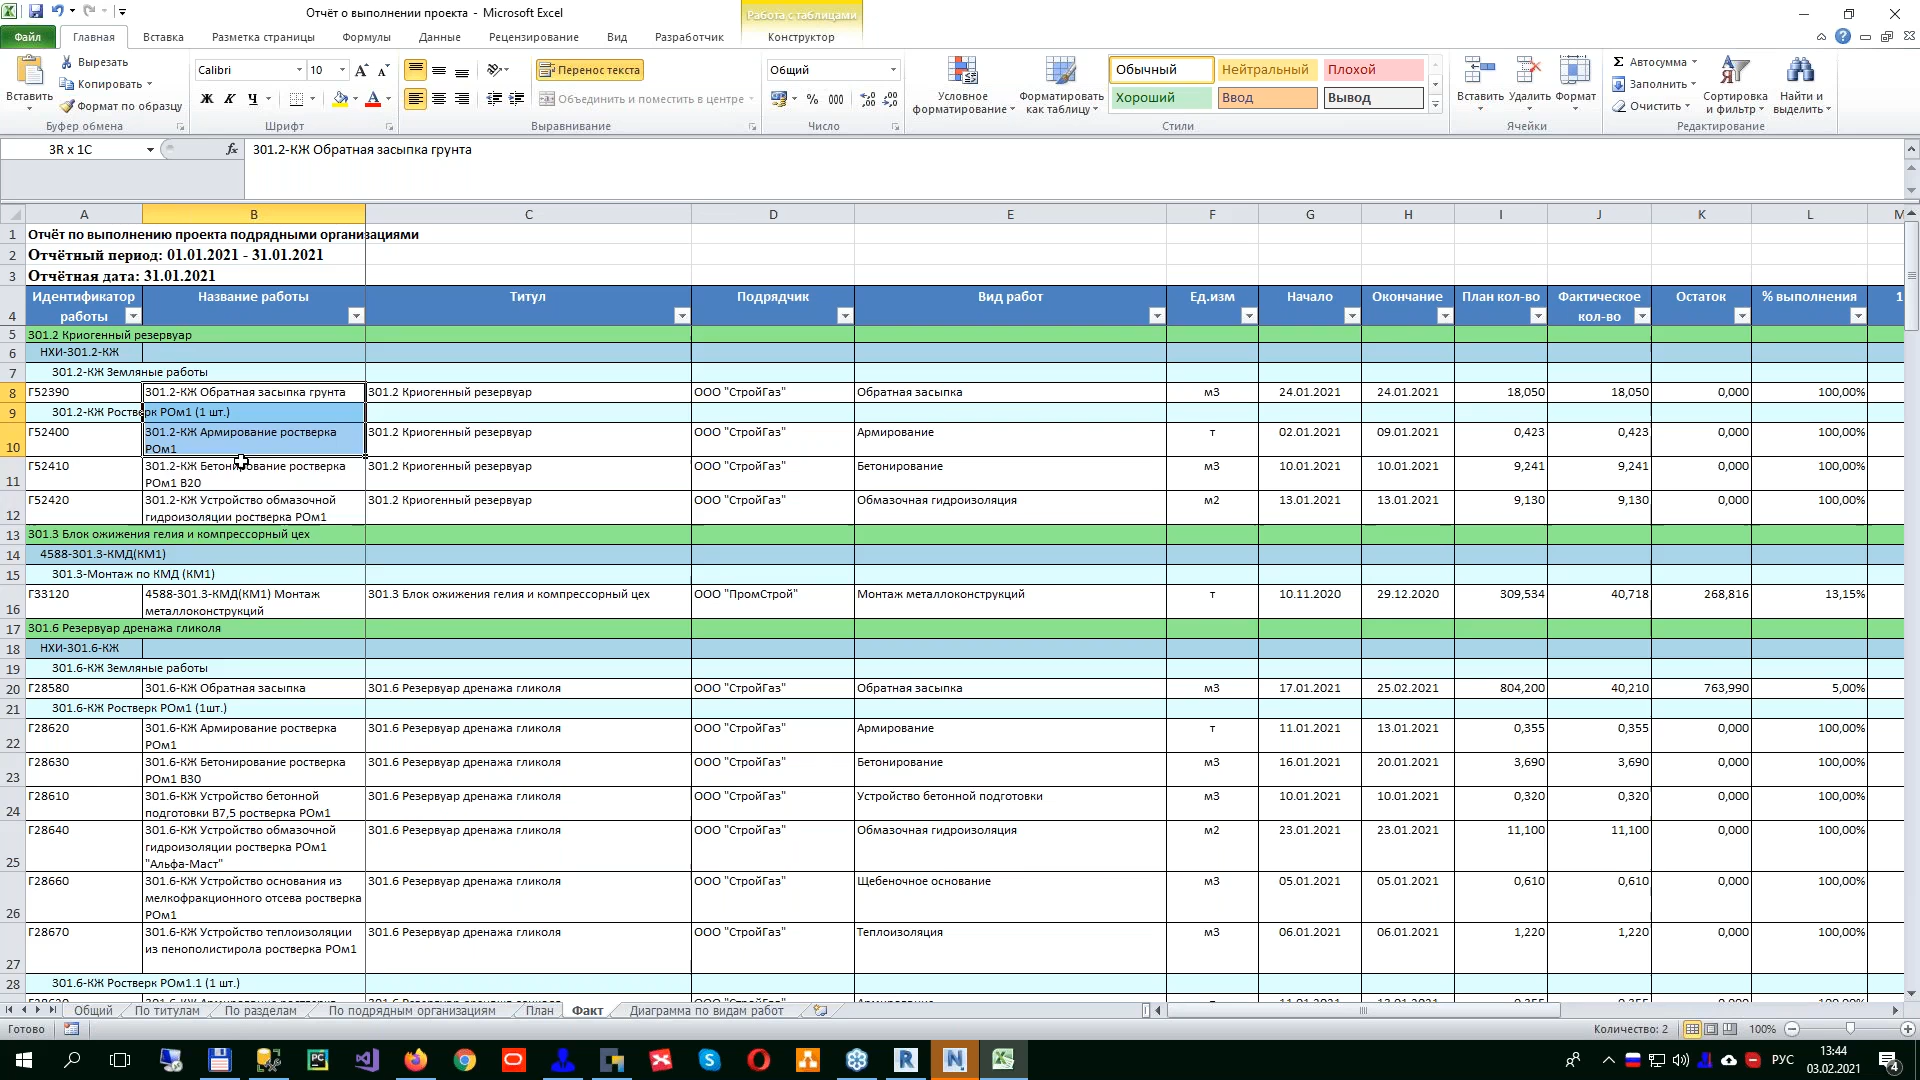 Отчёт о выполнении проекта - Microsoft Excel
Работа с таблицами
Файл Главная Вставка Разметка страницы Формулы Данные Рецензирование Вид Разработчик Конструктор
Вставить
Вырезать
Копировать
Формат по образцу
Буфер обмена
Calibri 10
Ж К Ч
Шрифт
Перенос текста
Объединить и поместить в центре
Выравнивание
Общий
% 000
Число
Условное форматирование
Форматировать как таблицу
Обычный Нейтральный Плохой
Хороший Ввод Вывод
Стили
Вставить Удалить Формат
Ячейки
Σ Автосумма
Заполнить
Очистить
Сортировка и фильтр
Найти и выделить
Редактирование
3R x 1C fx 301.2-КЖ Обратная засыпка грунта
A B C D E F G H I J K L M
1 Отчёт по выполнению проекта подрядными организациями
2 Отчётный период: 01.01.2021 - 31.01.2021
3 Отчётная дата: 31.01.2021
4 Идентификатор работы Название работы Титул Подрядчик Вид работ Ед.изм Начало Окончание План кол-во Фактическое кол-во Остаток % выполнения 1
5 301.2 Криогенный резервуар
6 НХИ-301.2-КЖ
7 301.2-КЖ Земляные работы
8 Г52390 301.2-КЖ Обратная засыпка грунта 301.2 Криогенный резервуар ООО "СтройГаз" Обратная засыпка м3 24.01.2021 24.01.2021 18,050 18,050 0,000 100,00%
9 301.2-КЖ Ростверк РОм1 (1 шт.)
10 Г52400 301.2-КЖ Армирование ростверка РОм1 301.2 Криогенный резервуар ООО "СтройГаз" Армирование т 02.01.2021 09.01.2021 0,423 0,423 0,000 100,00%
11 Г52410 301.2-КЖ Бетонирование ростверка РОм1 В20 301.2 Криогенный резервуар ООО "СтройГаз" Бетонирование м3 10.01.2021 10.01.2021 9,241 9,241 0,000 100,00%
12 Г52420 301.2-КЖ Устройство обмазочной гидроизоляции ростверка РОм1 301.2 Криогенный резервуар ООО "СтройГаз" Обмазочная гидроизоляция м2 13.01.2021 13.01.2021 9,130 9,130 0,000 100,00%
13 301.3 Блок ожижения гелия и компрессорный цех
14 4588-301.3-КМД(КМ1)
15 301.3-Монтаж по КМД (КМ1)
16 Г33120 4588-301.3-КМД(КМ1) Монтаж металлоконструкций 301.3 Блок ожижения гелия и компрессорный цех ООО "ПромСтрой" Монтаж металлоконструкций т 10.11.2020 29.12.2020 309,534 40,718 268,816 13,15%
17 301.6 Резервуар дренажа гликоля
18 НХИ-301.6-КЖ
19 301.6-КЖ Земляные работы
20 Г28580 301.6-КЖ Обратная засыпка 301.6 Резервуар дренажа гликоля ООО "СтройГаз" Обратная засыпка м3 17.01.2021 25.02.2021 804,200 40,210 763,990 5,00%
21 301.6-КЖ Ростверк РОм1 (1шт.)
22 Г28620 301.6-КЖ Армирование ростверка РОм1 301.6 Резервуар дренажа гликоля ООО "СтройГаз" Армирование т 11.01.2021 13.01.2021 0,355 0,355 0,000 100,00%
23 Г28630 301.6-КЖ Бетонирование ростверка РОм1 В30 301.6 Резервуар дренажа гликоля ООО "СтройГаз" Бетонирование м3 16.01.2021 20.01.2021 3,690 3,690 0,000 100,00%
24 Г28610 301.6-КЖ Устройство бетонной подготовки В7,5 ростверка РОм1 301.6 Резервуар дренажа гликоля ООО "СтройГаз" Устройство бетонной подготовки м3 10.01.2021 10.01.2021 0,320 0,320 0,000 100,00%
25 Г28640 301.6-КЖ Устройство обмазочной гидроизоляции ростверка РОм1 "Альфа-Маст" 301.6 Резервуар дренажа гликоля ООО "СтройГаз" Обмазочная гидроизоляция м2 23.01.2021 23.01.2021 11,100 11,100 0,000 100,00%
26 Г28660 301.6-КЖ Устройство основания из мелкофракционного отсева ростверка РОм1 301.6 Резервуар дренажа гликоля ООО "СтройГаз" Щебеночное основание м3 05.01.2021 05.01.2021 0,610 0,610 0,000 100,00%
27 Г28670 301.6-КЖ Устройство теплоизоляции из пенополистирола ростверка РОм1 301.6 Резервуар дренажа гликоля ООО "СтройГаз" Теплоизоляция м3 06.01.2021 06.01.2021 1,220 1,220 0,000 100,00%
28 301.6-КЖ Ростверк РОм1.1 (1 шт.)
Общий По титулам По разделам По подрядным организациям План Факт Диаграмма по видам работ
Готово Количество: 2 100%
РУС 13:44
03.02.2021 4